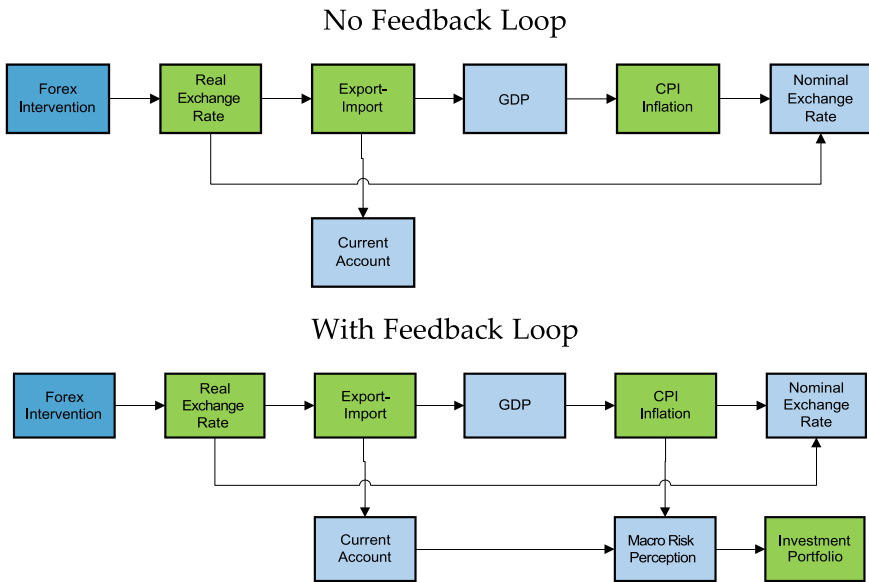 No Feedback Loop
Forex
Intervention
Real
Exchange
Rate
Export-
Import
GDP
CPI
Inflation
Nominal
Exchange
Rate
Current
Account
With Feedback Loop
Forex
Intervention
Real
Exchange
Rate
Export-
Import
GDP
CPI
Inflation
Nominal
Exchange
Rate
Current
Account
Macro Risk
Perception
Investment
Portfolio